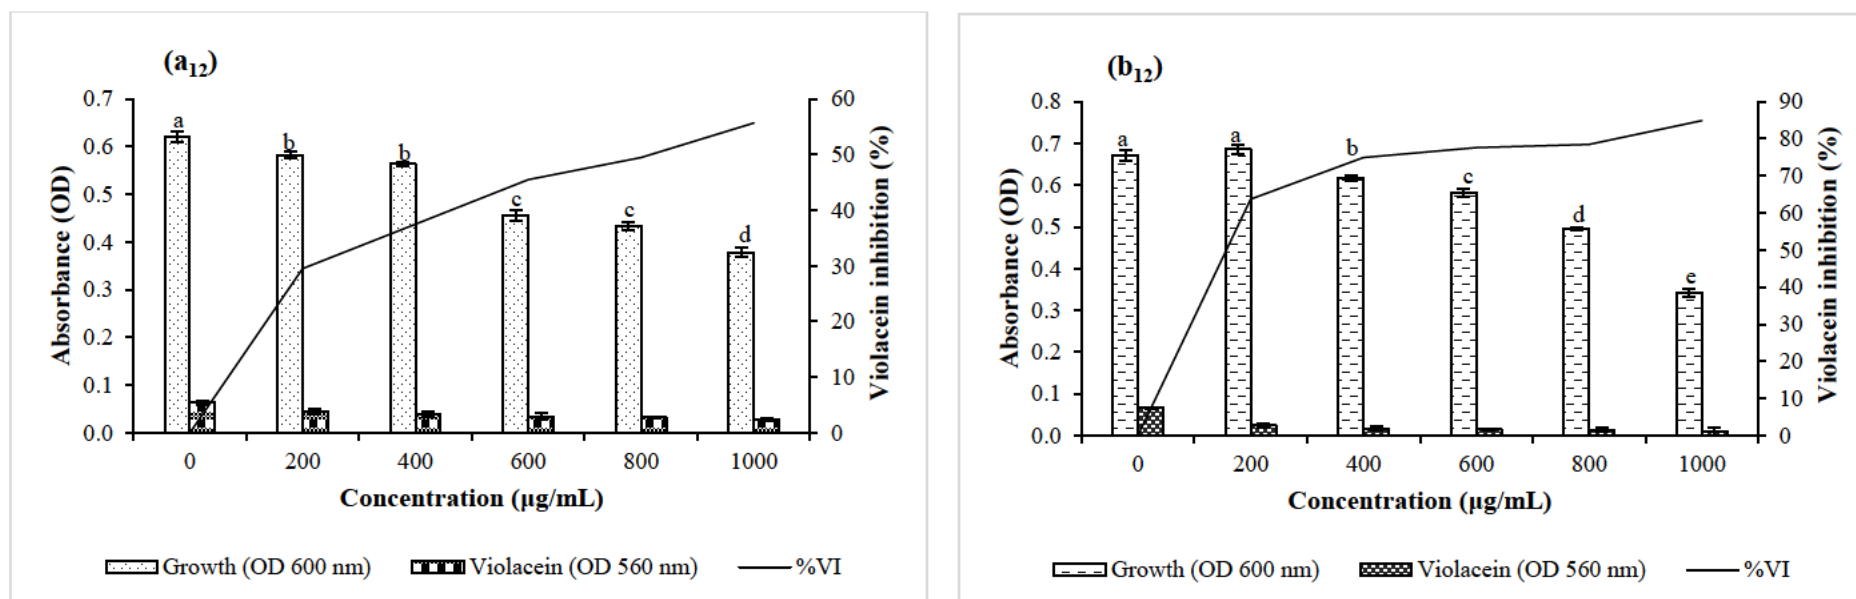 (a12)
0.7
0.6
0.5
0.4
0.3
0.2
0.1
0.0
Absorbance (OD)
a
b
b
c
c
d
60
50
40
30
20
10
0
Violacein inhibition (%)
0 200 400 600 800 1000
Concentration (µg/mL)
Growth (OD 600 nm) Violacein (OD 560 nm) %VI
(b12)
0.8
0.7
0.6
0.5
0.4
0.3
0.2
0.1
0.0
Absorbance (OD)
a
a
b
c
d
e
90
80
70
60
50
40
30
20
10
0
Violacein inhibition (%)
0 200 400 600 800 1000
Concentration (µg/mL)
Growth (OD 600 nm) Violacein (OD 560 nm) %VI